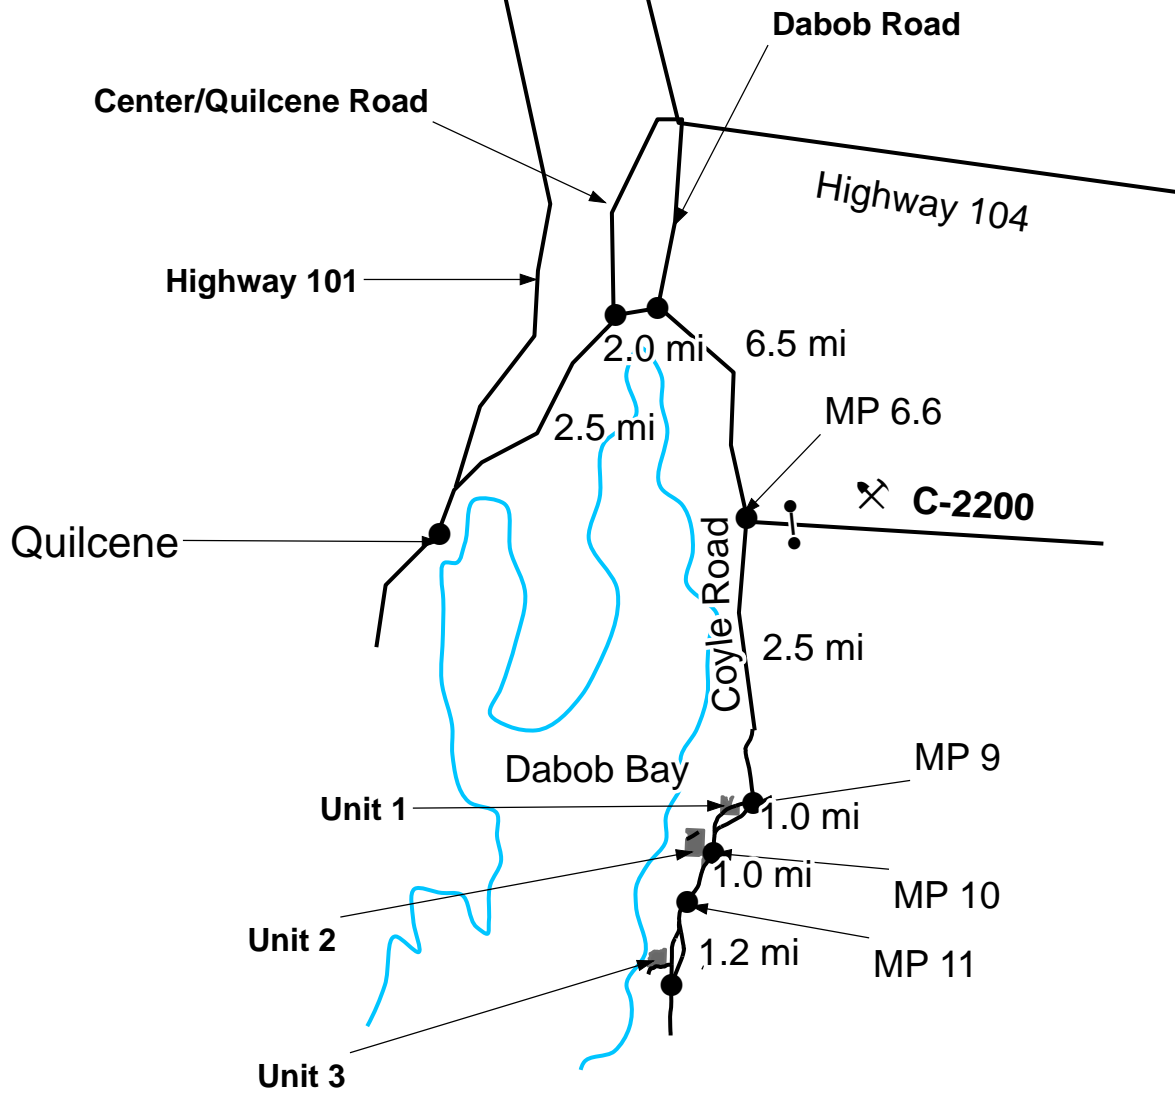 Dabob Road
Center/Quilcene Road
Highway 104
Highway 101
2.0 mi
6.5 mi
MP 6.6
2.5 mi
C-2200
Quilcene
Coyle Road
2.5 mi
MP 9
Dabob Bay
Unit 1
1.0 mi
1.0 mi
MP 10
Unit 2
1.2 mi
MP 11
Unit 3